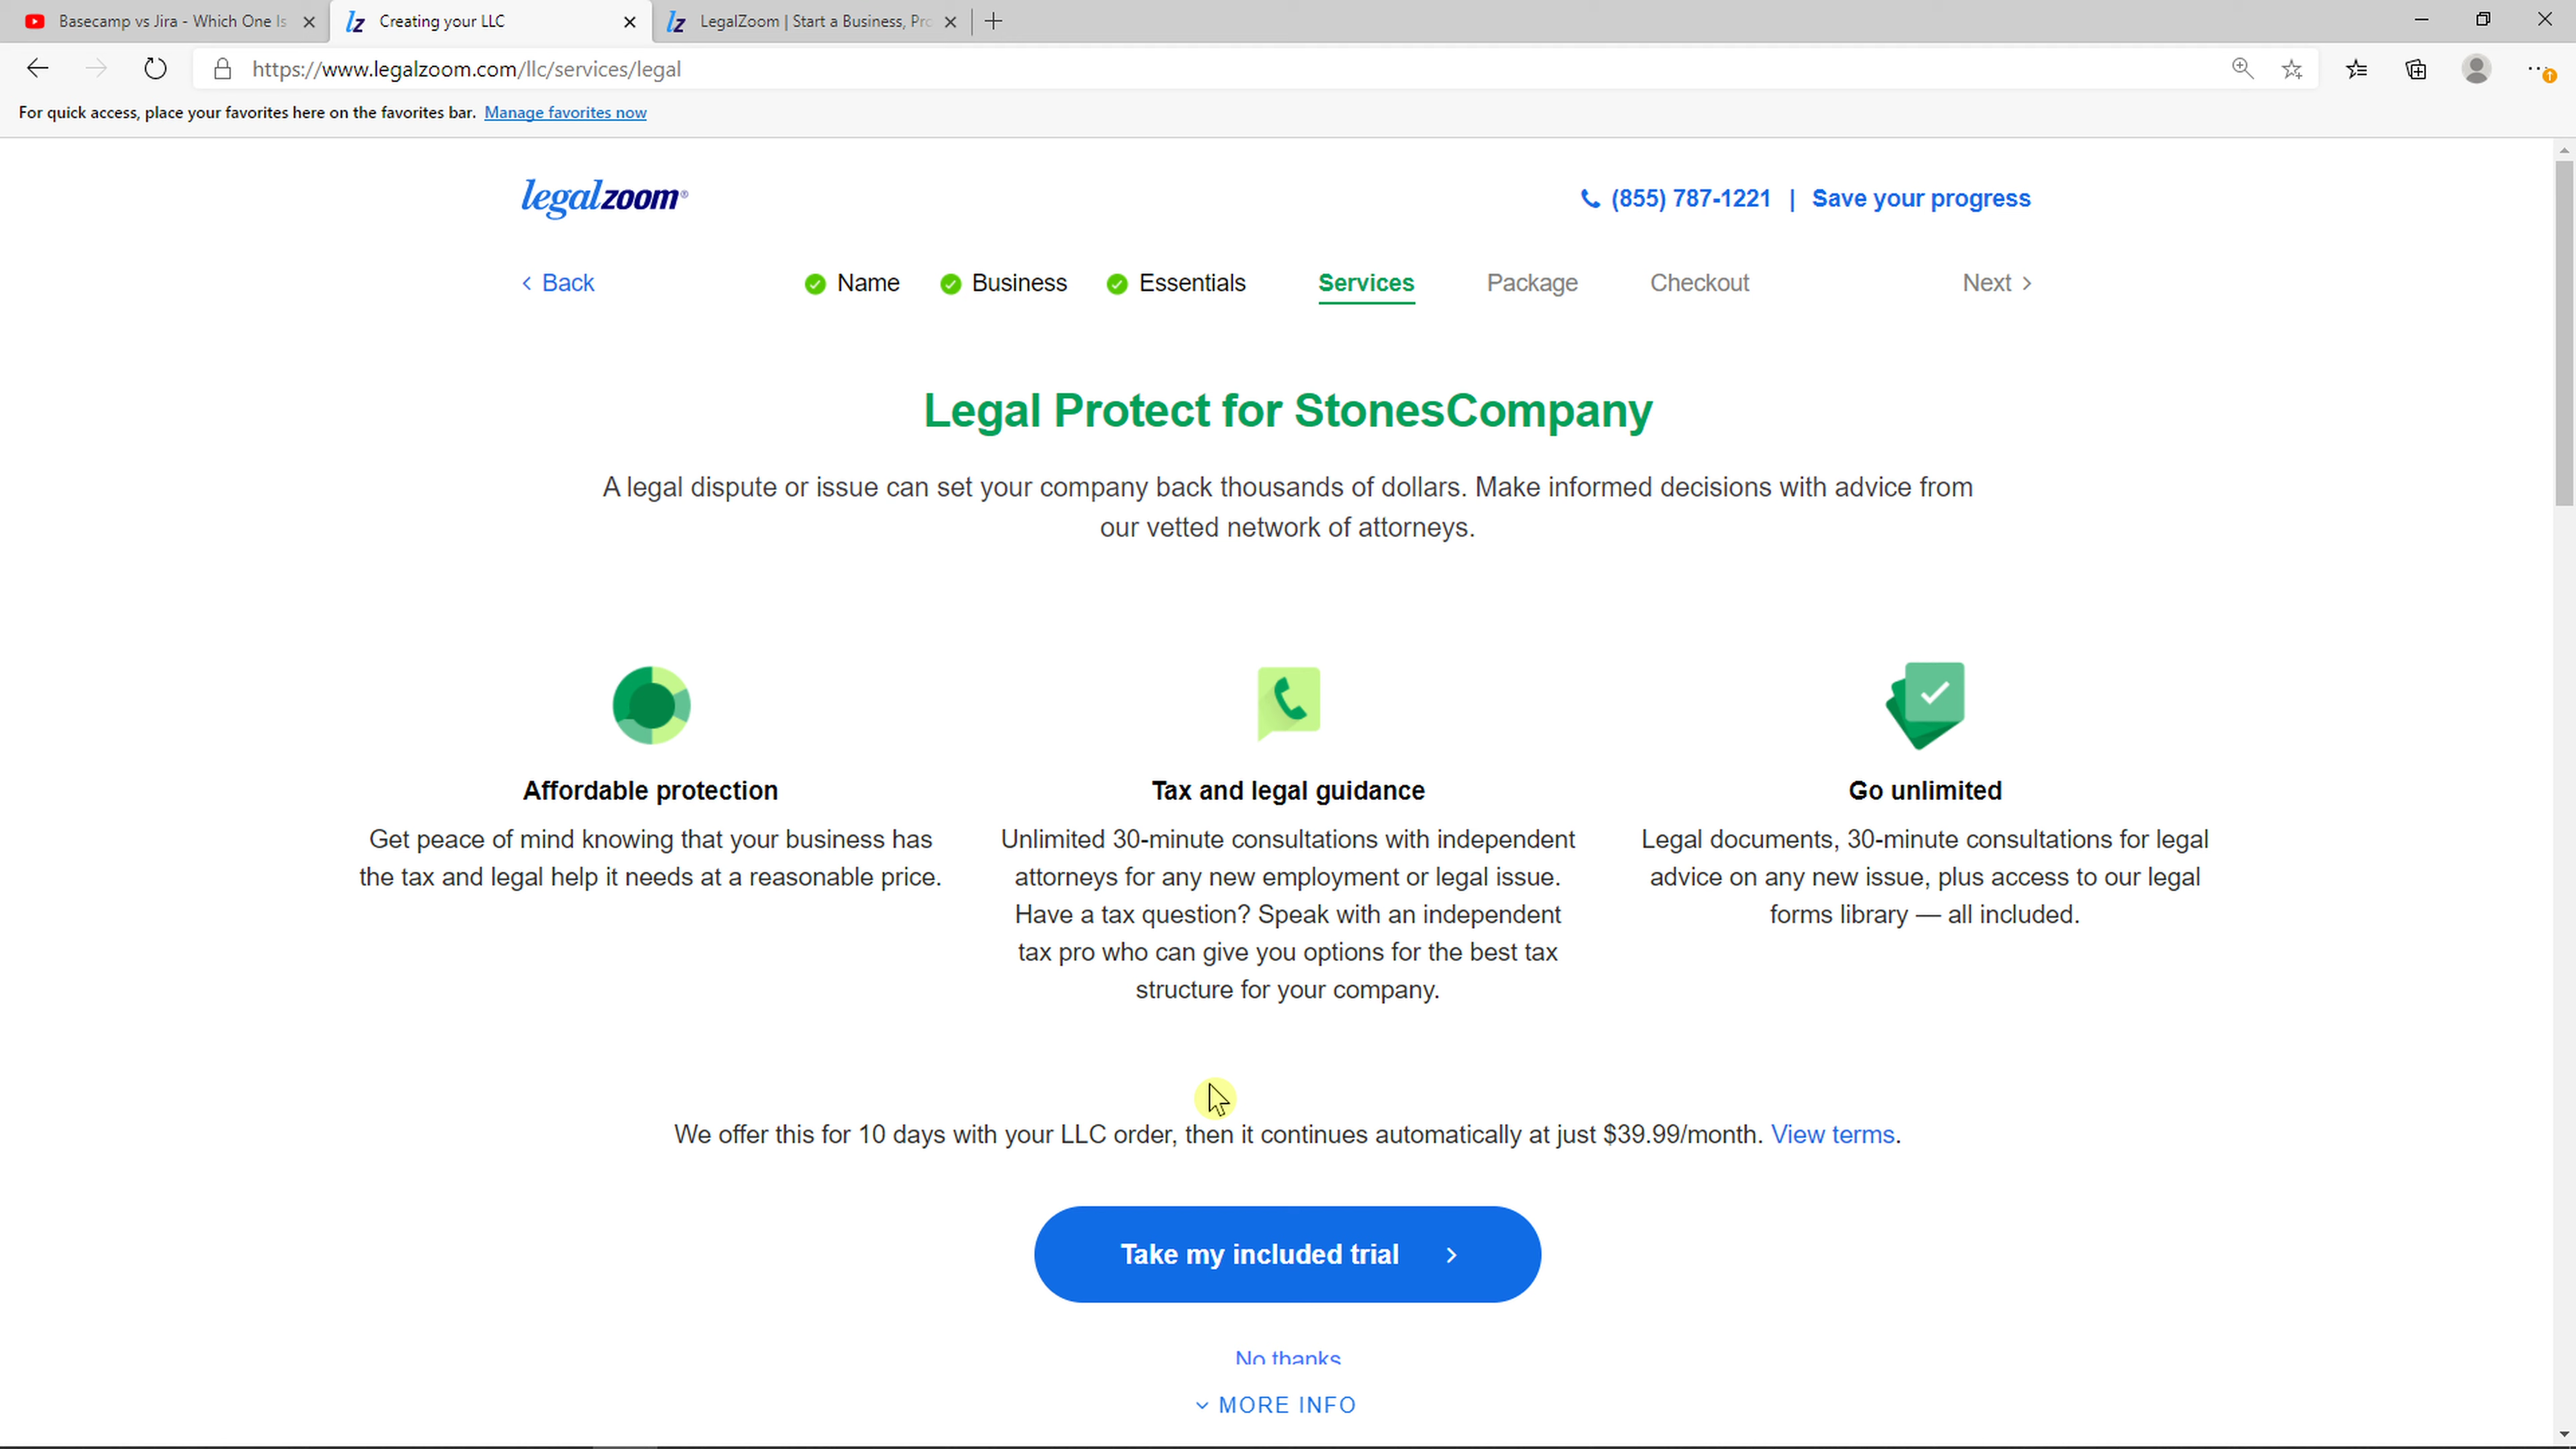 Basecamp vs Jira - Which One Is
Creating your LLC
LegalZoom | Start a Business, Pro
https://www.legalzoom.com/llc/services/legal
For quick access, place your favorites here on the favorites bar. Manage favorites now
legalzoom®
(855) 787-1221 | Save your progress
Back
Name
Business
Essentials
Services
Package
Checkout
Next
Legal Protect for StonesCompany
A legal dispute or issue can set your company back thousands of dollars. Make informed decisions with advice from
our vetted network of attorneys.
Affordable protection
Get peace of mind knowing that your business has
the tax and legal help it needs at a reasonable price.
Tax and legal guidance
Unlimited 30-minute consultations with independent
attorneys for any new employment or legal issue.
Have a tax question? Speak with an independent
tax pro who can give you options for the best tax
structure for your company.
Go unlimited
Legal documents, 30-minute consultations for legal
advice on any new issue, plus access to our legal
forms library — all included.
We offer this for 10 days with your LLC order, then it continues automatically at just $39.99/month. View terms.
Take my included trial
No thanks
MORE INFO